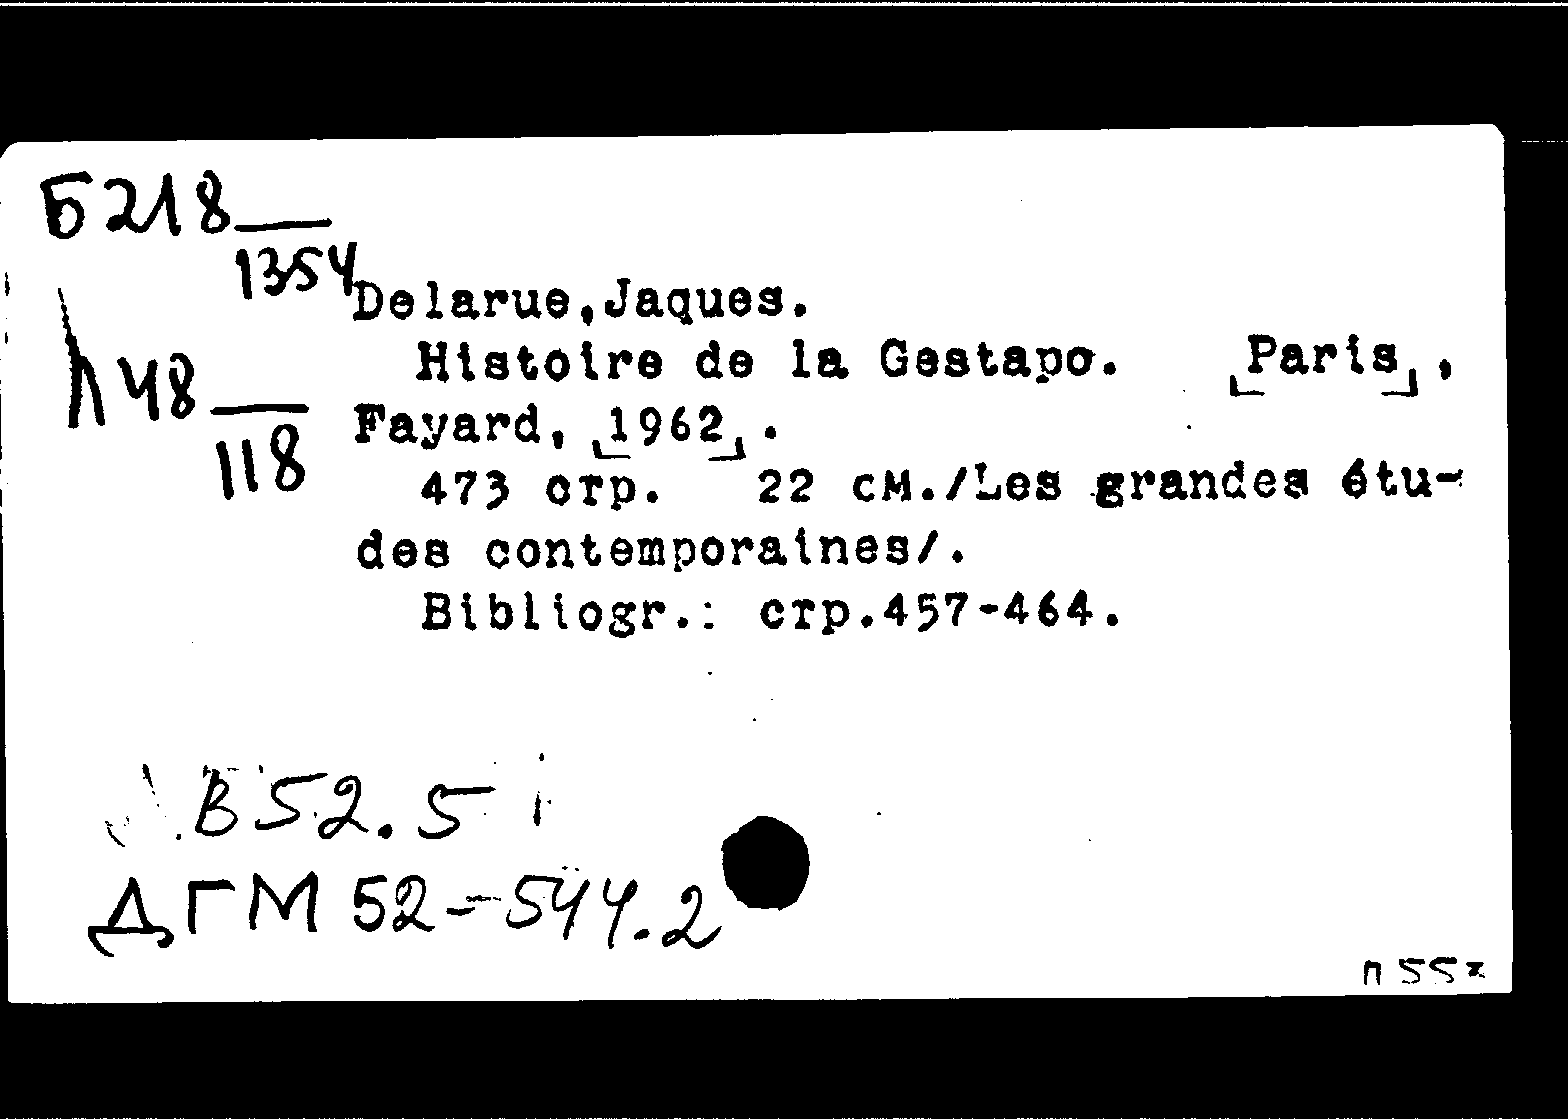 Б218
1354
Delarue, Jaques.
Histoire de la Gestapo. [Paris],
Л48
118
Fayard, [1962].
473 стр. 22 см./Les grandes étu-
des contemporaines/.
Bibliogr.: стр.457-464.
В52.5
ДГМ 52-544.2
п 55